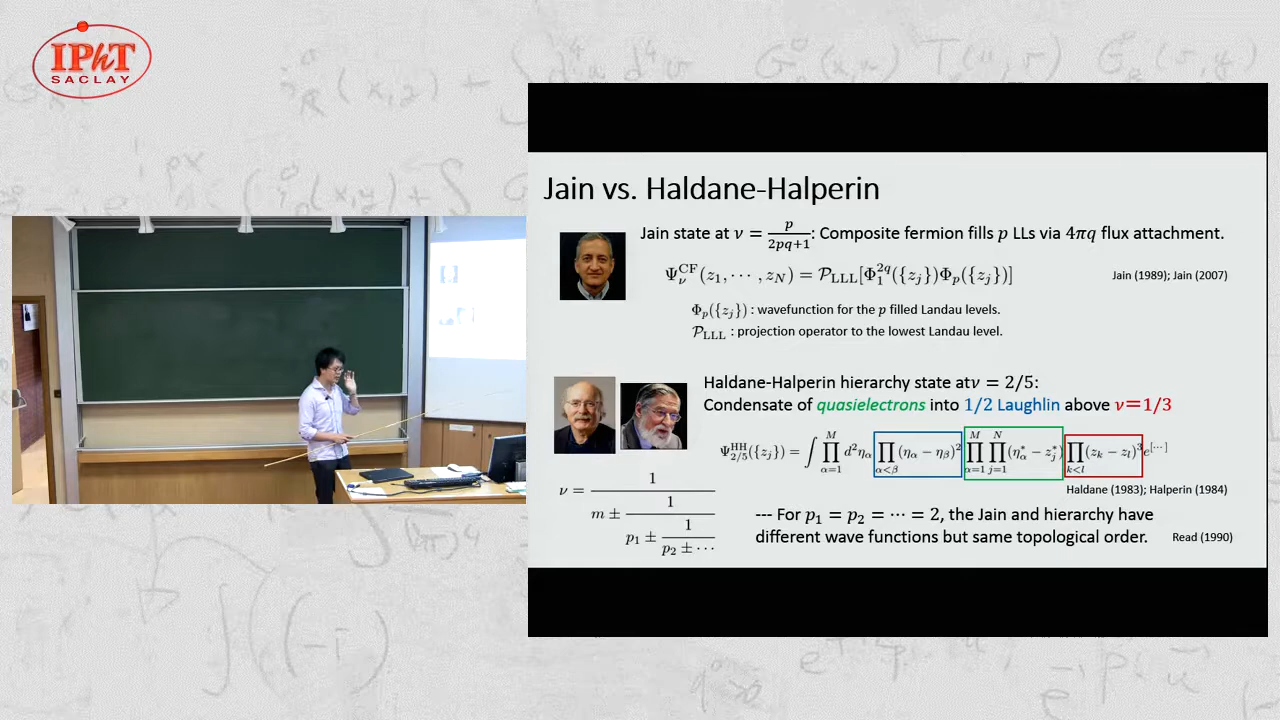 IPhT
SACLAY
Jain vs. Haldane-Halperin
Jain state at ν = p/(2pq+1): Composite fermion fills p LLs via 4πq flux attachment.
Ψ_ν^CF(z_1, ⋯, z_N) = 𝒫_LLL[Φ_1^{2q}({z_j})Φ_p({z_j})]
Jain (1989); Jain (2007)
Φ_p({z_j}) : wavefunction for the p filled Landau levels.
𝒫_LLL : projection operator to the lowest Landau level.
Haldane-Halperin hierarchy state atν = 2/5:
Condensate of quasielectrons into 1/2 Laughlin above ν=1/3
Ψ_{2/5}^HH({z_j}) = ∫ ∏_{α=1}^M d²η_α ∏_{α<β} (η_α − η_β)² ∏_{α=1}^M ∏_{j=1}^N (η_α^* − z_j^*) ∏_{k<l} (z_k − z_l)³ e^{[⋯]}
Haldane (1983); Halperin (1984)
ν = 1/(m ± 1/(p_1 ± 1/(p_2 ± ⋯)))
--- For p_1 = p_2 = ⋯ = 2, the Jain and hierarchy have
different wave functions but same topological order.
Read (1990)